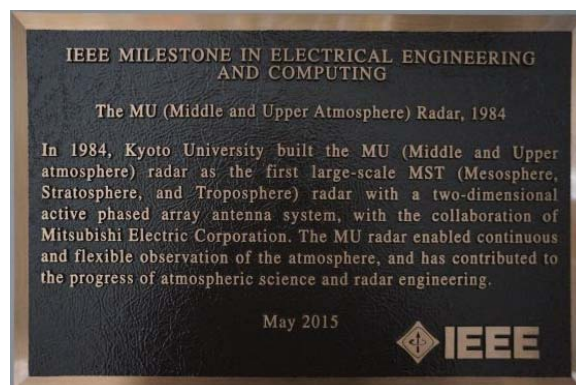 IEEE MILESTONE IN ELECTRICAL ENGINEERING
AND COMPUTING
The MU (Middle and Upper Atmosphere) Radar, 1984
In 1984, Kyoto University built the MU (Middle and Upper
atmosphere) radar as the first large-scale MST (Mesosphere,
Stratosphere, and Troposphere) radar with a two-dimensional
active phased array antenna system, with the collaboration of
Mitsubishi Electric Corporation. The MU radar enabled continuous
and flexible observation of the atmosphere, and has contributed to
the progress of atmospheric science and radar engineering.
May 2015
IEEE